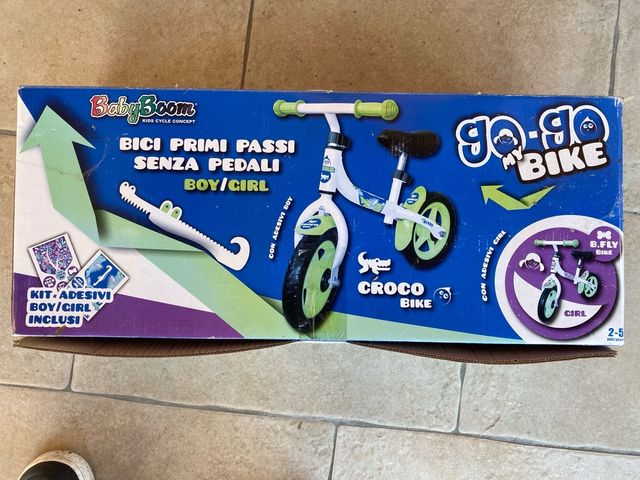 BabyBoom
KIDS CYCLE CONCEPT
BICI PRIMI PASSI
SENZA PEDALI
BOY/GIRL
go-go
MY
BIKE
CON ADESIVI BOY
CROCO
BIKE
CON ADESIVI GIRL
B.FLY
BIKE
GIRL
KIT ADESIVI
BOY/GIRL
INCLUSI
2-5